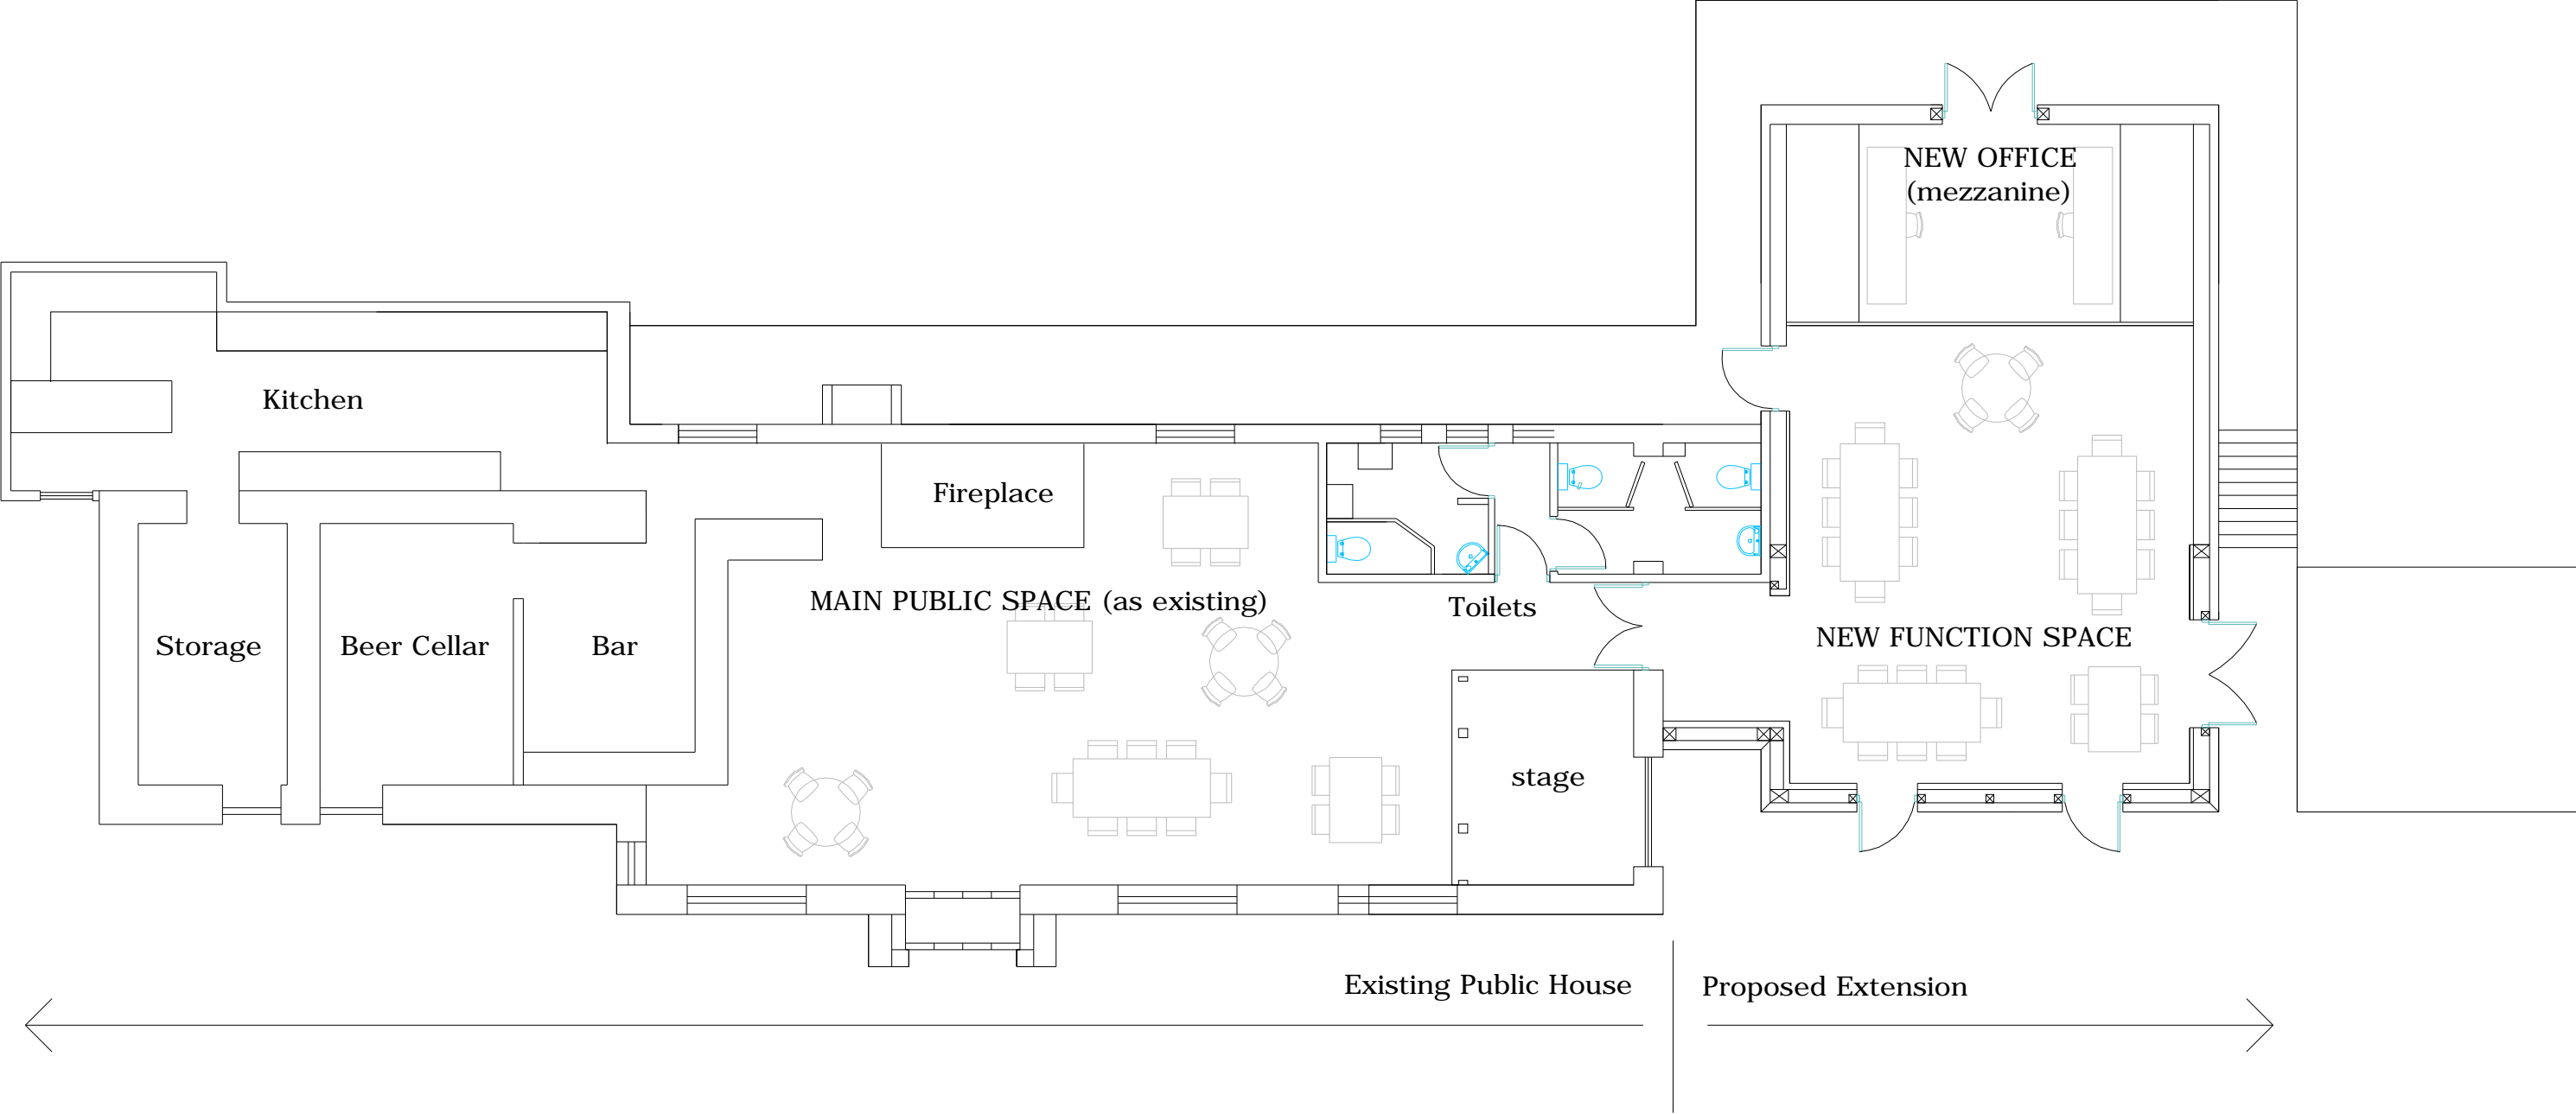 NEW OFFICE
(mezzanine)
Kitchen
Fireplace
MAIN PUBLIC SPACE (as existing)
Toilets
Storage
Beer Cellar
Bar
NEW FUNCTION SPACE
stage
Existing Public House
Proposed Extension